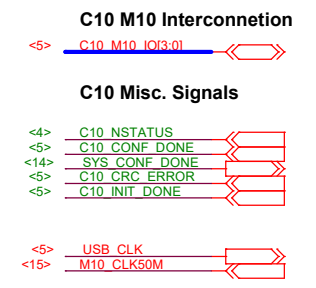 C10 M10 Interconnetion
<5> C10_M10_IO[3:0]
C10 Misc. Signals
<4> C10_NSTATUS
<5> C10_CONF_DONE
<14> SYS_CONF_DONE
<5> C10_CRC_ERROR
<5> C10_INIT_DONE
<5> USB_CLK
<15> M10_CLK50M